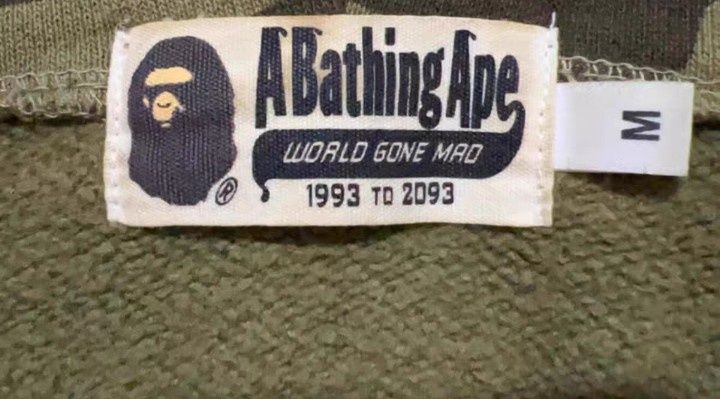 A Bathing Ape
WORLD GONE MAD
1993 TO 2093
®
M